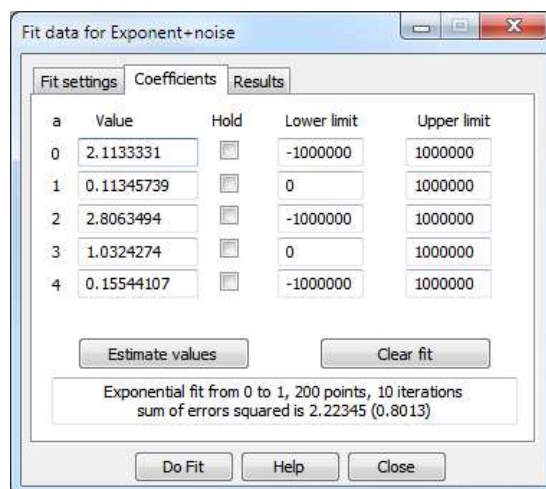 Fit data for Exponent+noise
Fit settings Coefficients Results
a Value Hold Lower limit Upper limit
0 2.1133331 -1000000 1000000
1 0.11345739 0 1000000
2 2.8063494 -1000000 1000000
3 1.0324274 0 1000000
4 0.15544107 -1000000 1000000
Estimate values Clear fit
Exponential fit from 0 to 1, 200 points, 10 iterations
sum of errors squared is 2.22345 (0.8013)
Do Fit Help Close